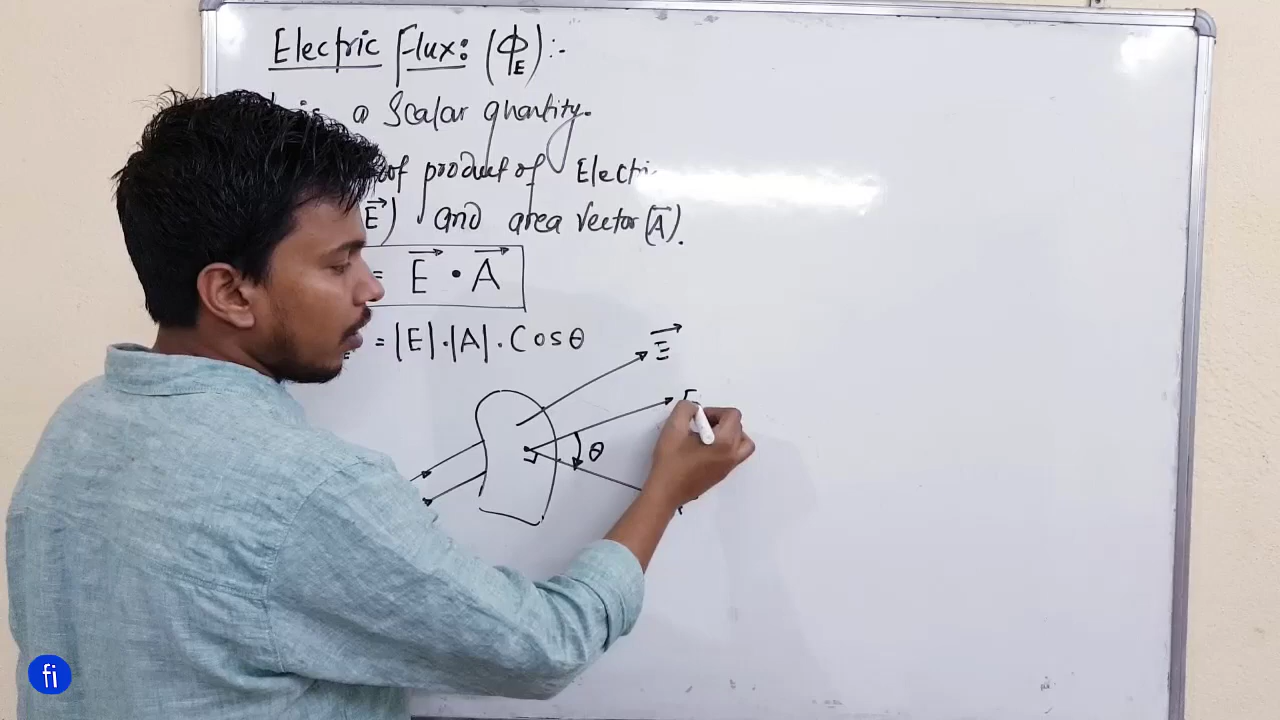 Electric Flux: (Φ_E):-
is a Scalar quantity.
of product of Electri
E⃗) and area Vector (A⃗).
= E⃗ • A⃗
E = |E|·|A|·Cosθ
E⃗
E
θ
fi